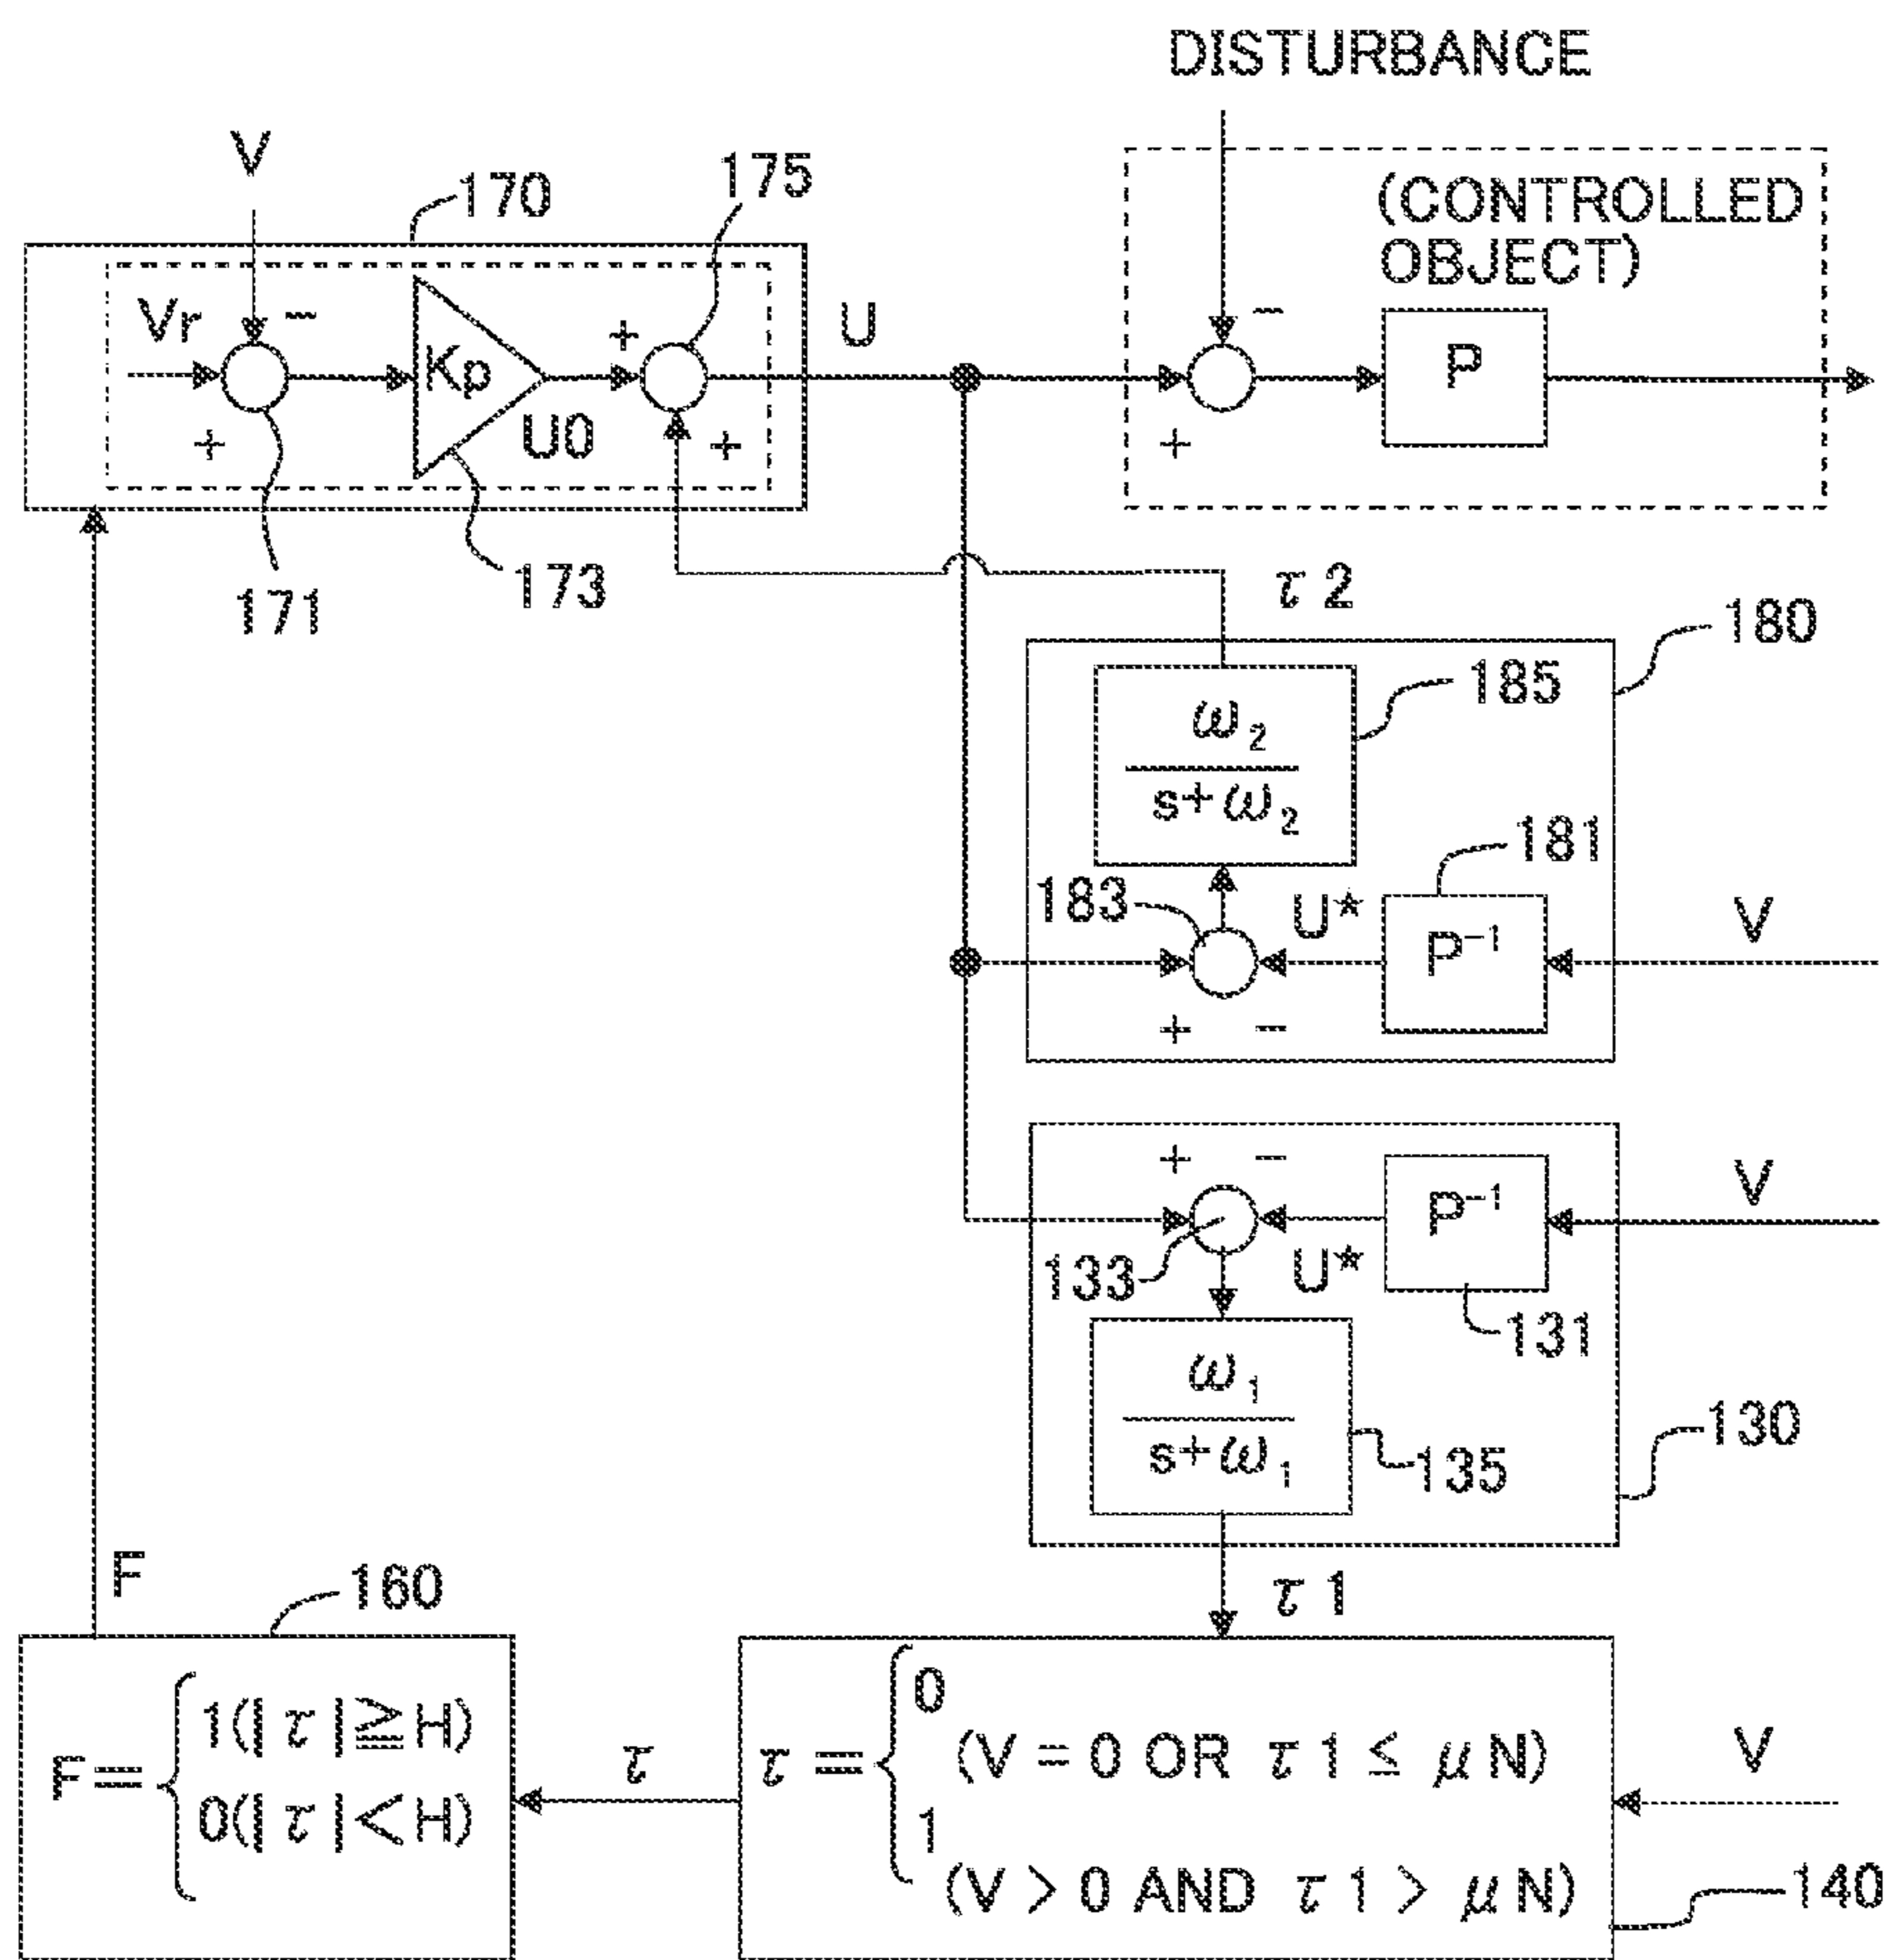 DISTURBANCE
V
170
175
(CONTROLLED
OBJECT)
Vr
−
Kp
+
U
−
P
+
U0
+
+
171
173
τ 2
180
185
ω₂
s+ω₂
181
183
U*
P⁻¹
V
+
−
+
−
P⁻¹
V
133
U*
131
ω₁
s+ω₁
135
130
F
160
τ 1
F= { 1(| τ |≧H)
0(| τ |<H)
τ
τ = { 0
(V = 0 OR τ 1 ≤ μ N)
1
(V > 0 AND τ 1 > μ N)
V
140